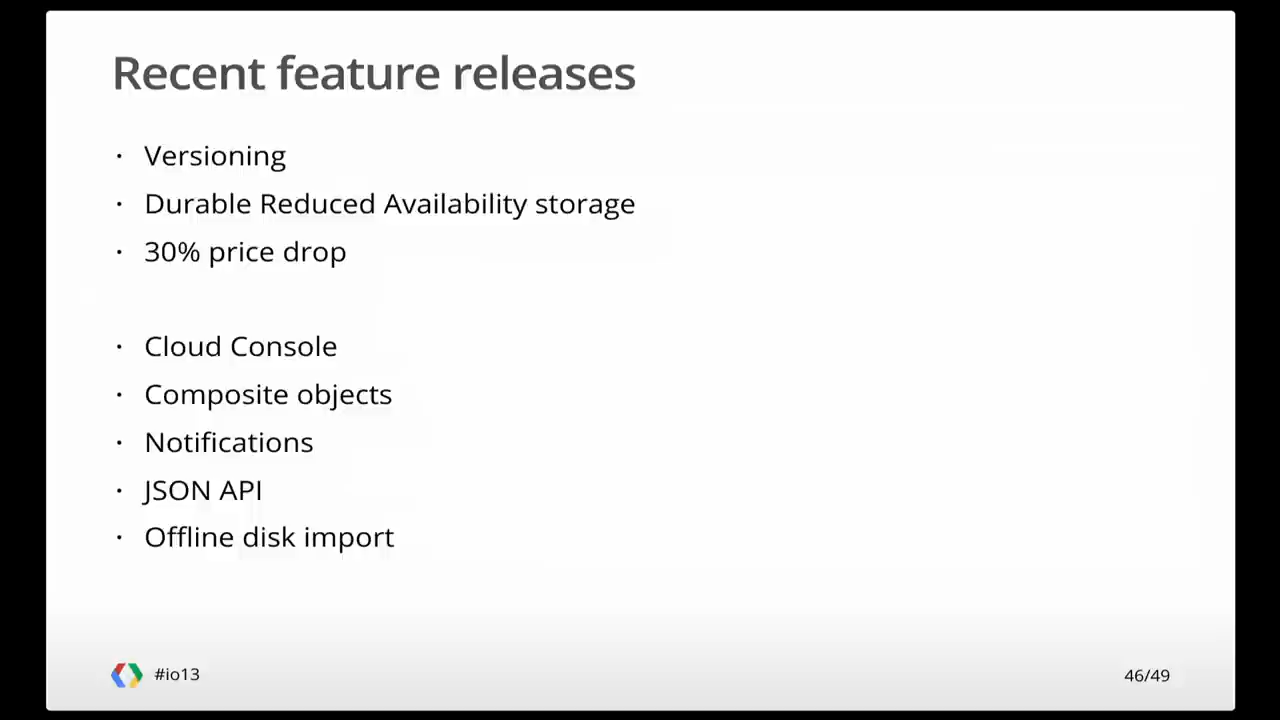 Recent feature releases
· Versioning
· Durable Reduced Availability storage
· 30% price drop
· Cloud Console
· Composite objects
· Notifications
· JSON API
· Offline disk import
#io13
46/49